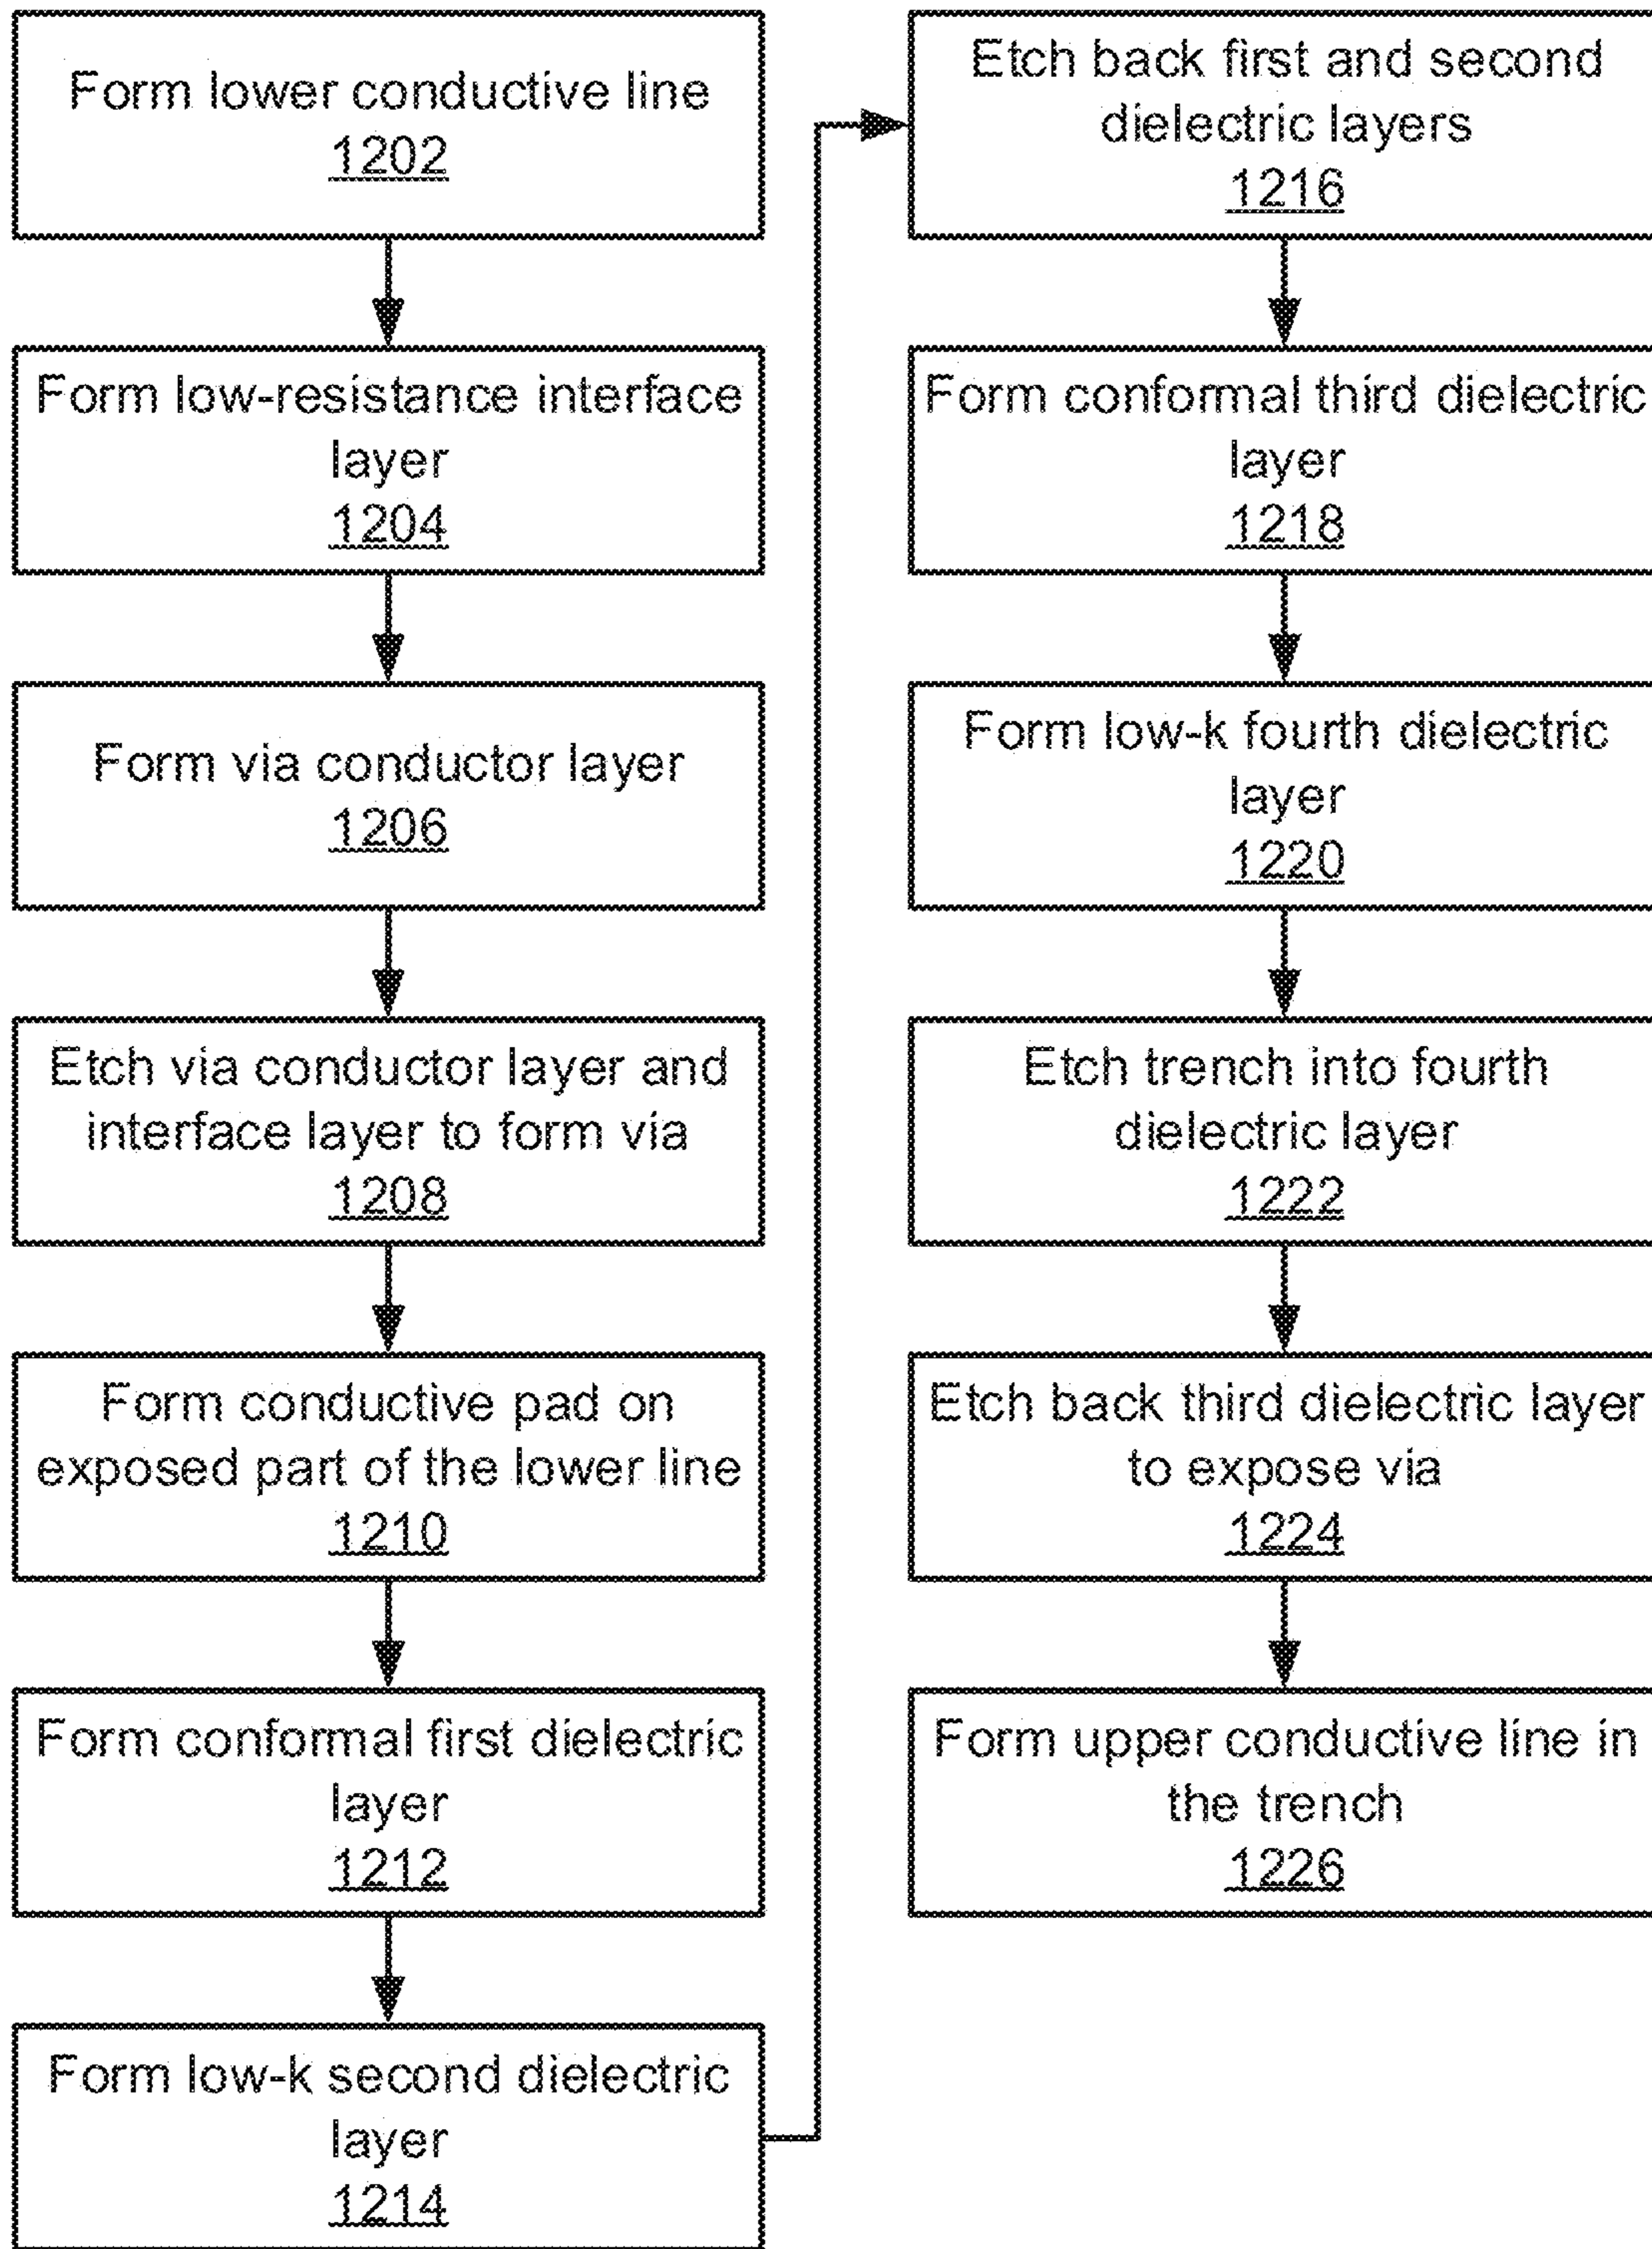 Form lower conductive line
1202
Form low-resistance interface
layer
1204
Form via conductor layer
1206
Etch via conductor layer and
interface layer to form via
1208
Form conductive pad on
exposed part of the lower line
1210
Form conformal first dielectric
layer
1212
Form low-k second dielectric
layer
1214
Etch back first and second
dielectric layers
1216
Form conformal third dielectric
layer
1218
Form low-k fourth dielectric
layer
1220
Etch trench into fourth
dielectric layer
1222
Etch back third dielectric layer
to expose via
1224
Form upper conductive line in
the trench
1226